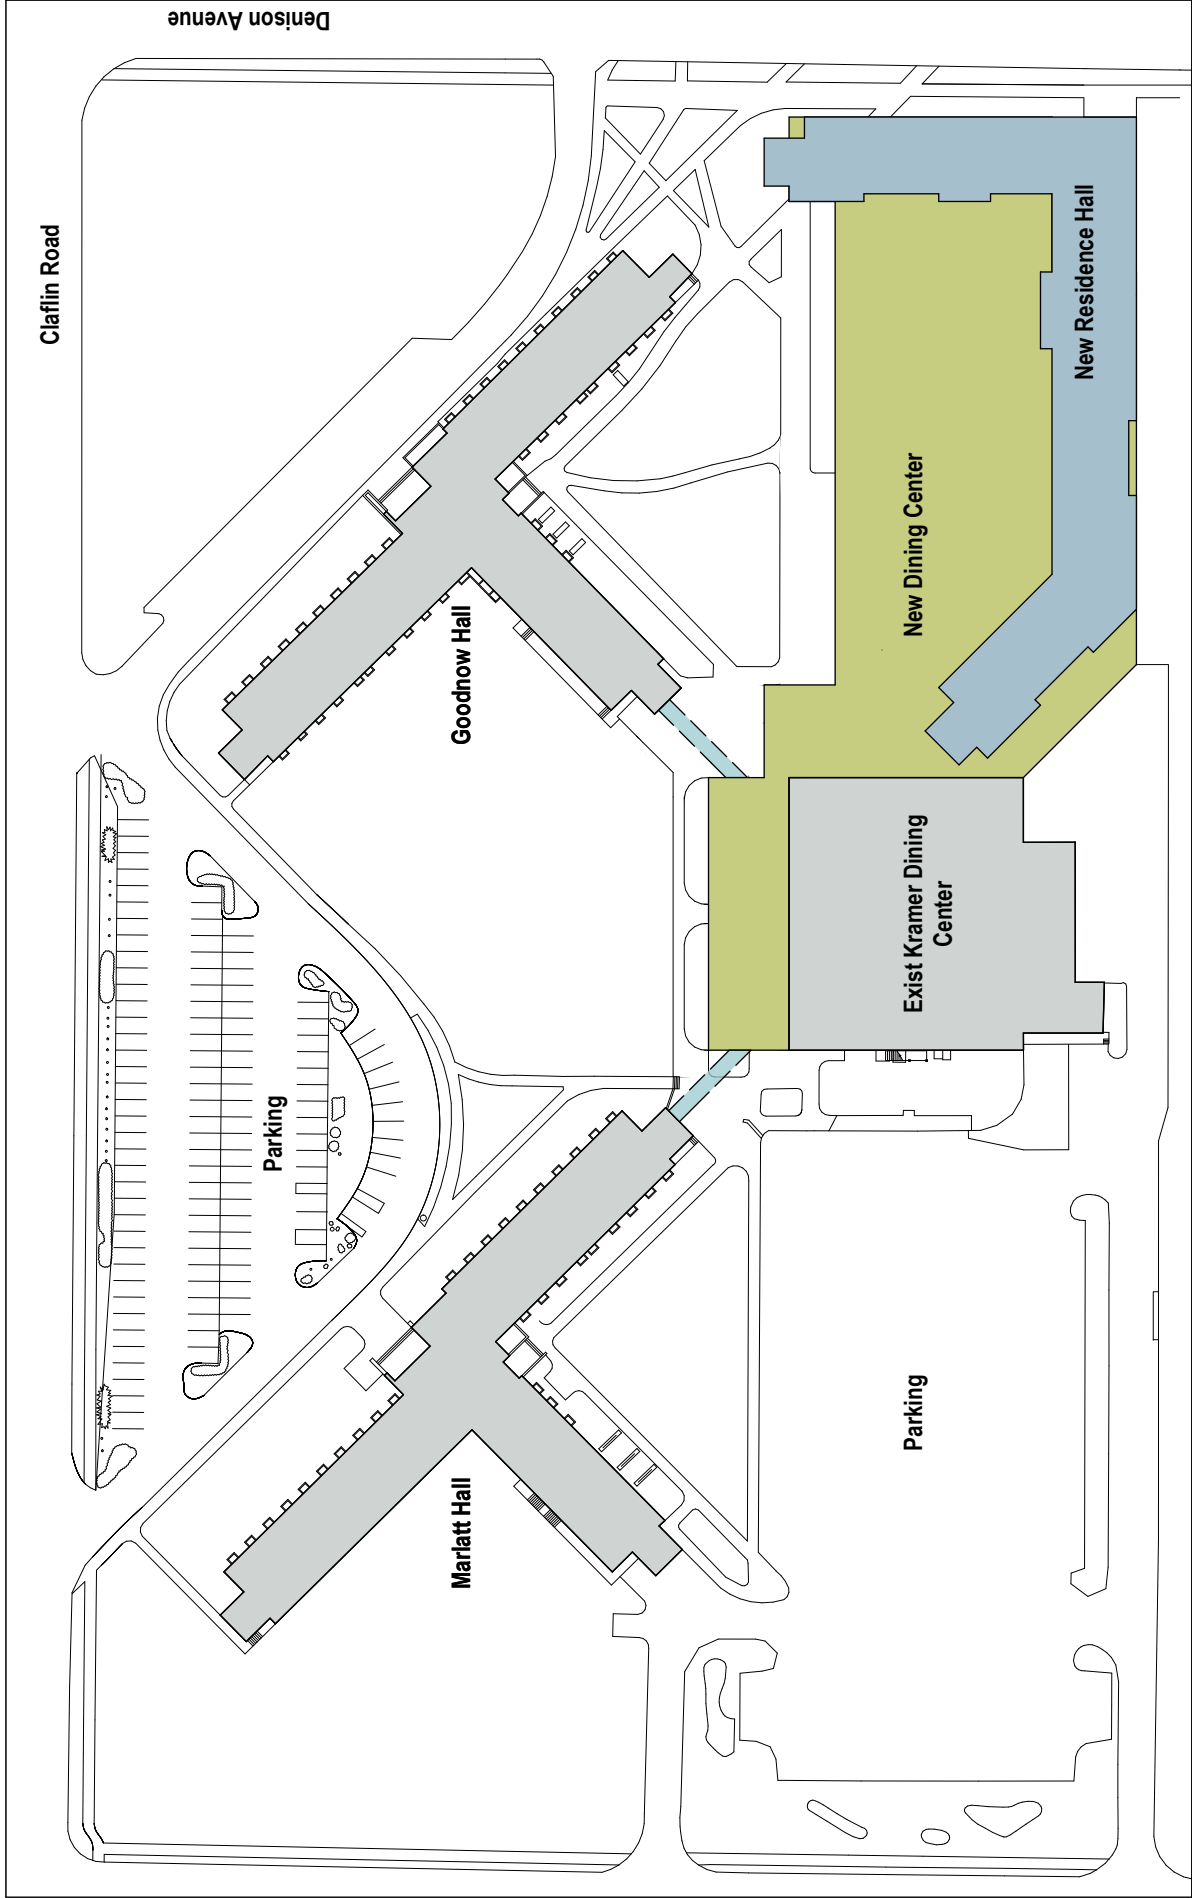 Denison Avenue
Claflin Road
New Residence Hall
New Dining Center
Goodnow Hall
Exist Kramer Dining
Center
Parking
Parking
Marlatt Hall